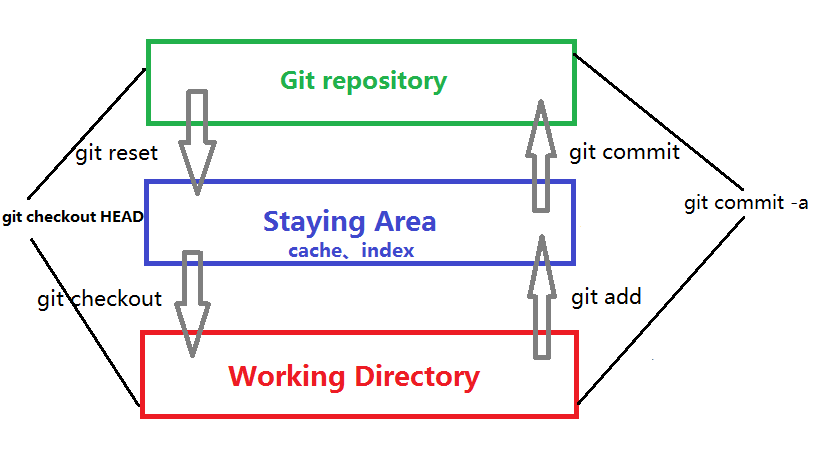 Git repository
git reset
git commit
git checkout HEAD
Staying Area
cache、index
git commit -a
git checkout
git add
Working Directory